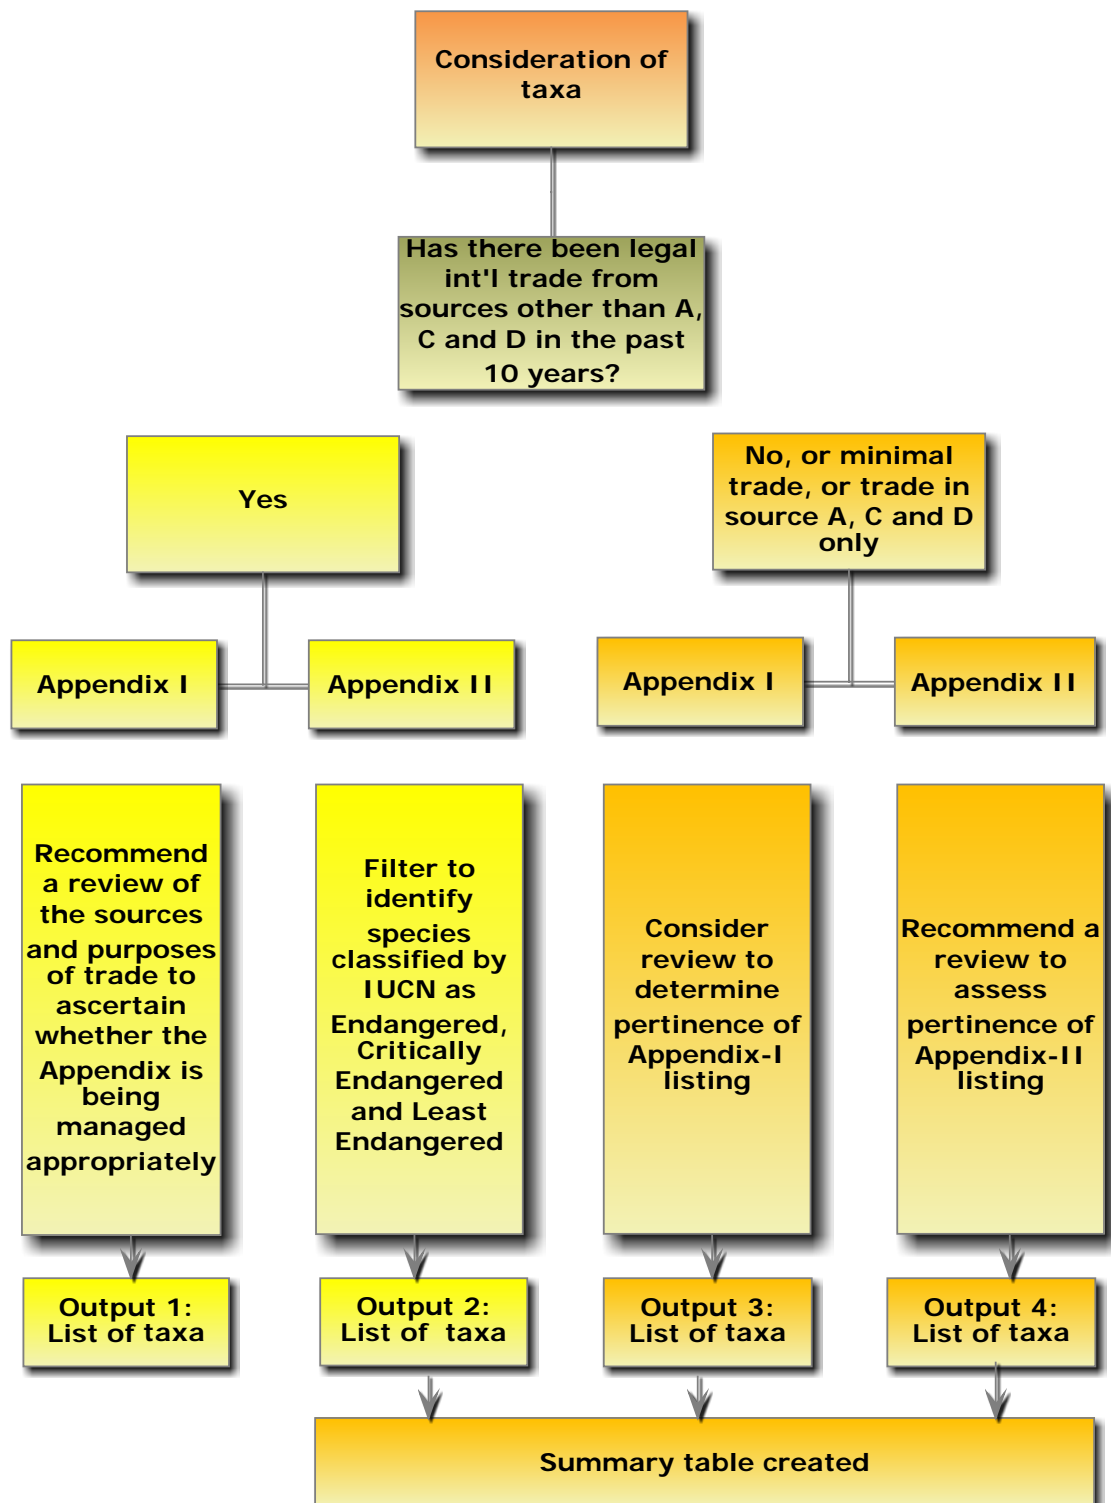 Consideration of
taxa
Has there been legal
int'l trade from
sources other than A,
C and D in the past
10 years?
Yes
No, or minimal
trade, or trade in
source A, C and D
only
Appendix I
Appendix II
Appendix I
Appendix II
Recommend
a review of
the sources
and purposes
of trade to
ascertain
whether the
Appendix is
being
managed
appropriately
Filter to
identify
species
classified by
IUCN as
Endangered,
Critically
Endangered
and Least
Endangered
Consider
review to
determine
pertinence of
Appendix-I
listing
Recommend a
review to
assess
pertinence of
Appendix-II
listing
Output 1:
List of taxa
Output 2:
List of taxa
Output 3:
List of taxa
Output 4:
List of taxa
Summary table created